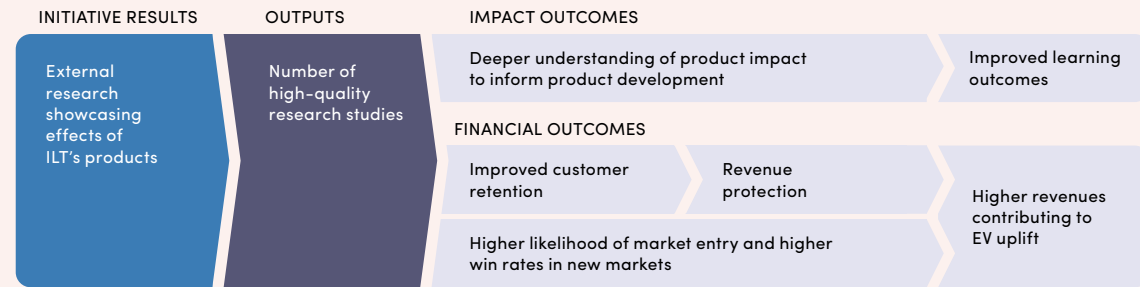 INITIATIVE RESULTS
OUTPUTS
IMPACT OUTCOMES
External
research
showcasing
effects of
ILT’s products
Number of
high-quality
research studies
Deeper understanding of product impact
to inform product development
Improved learning
outcomes
FINANCIAL OUTCOMES
Improved customer
retention
Revenue
protection
Higher likelihood of market entry and higher
win rates in new markets
Higher revenues
contributing to
EV uplift